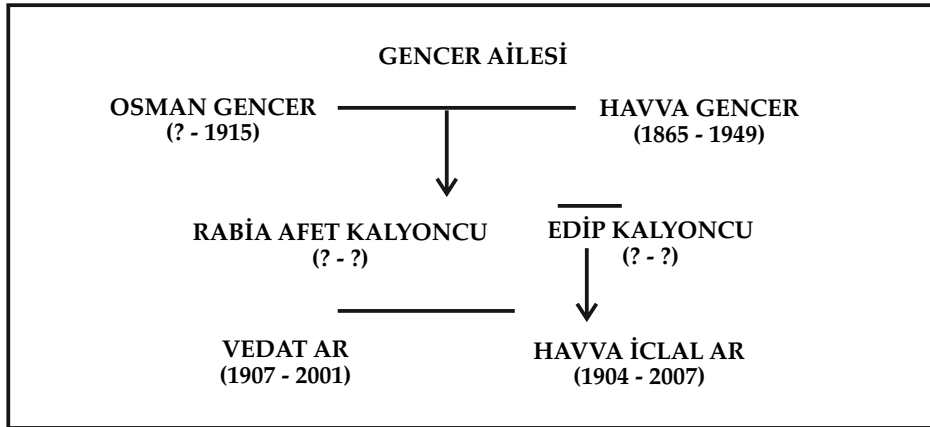 GENCER AİLESİ
OSMAN GENCER
(? - 1915)
HAVVA GENCER
(1865 - 1949)
RABİA AFET KALYONCU
(? - ?)
EDİP KALYONCU
(? - ?)
VEDAT AR
(1907 - 2001)
HAVVA İCLAL AR
(1904 - 2007)